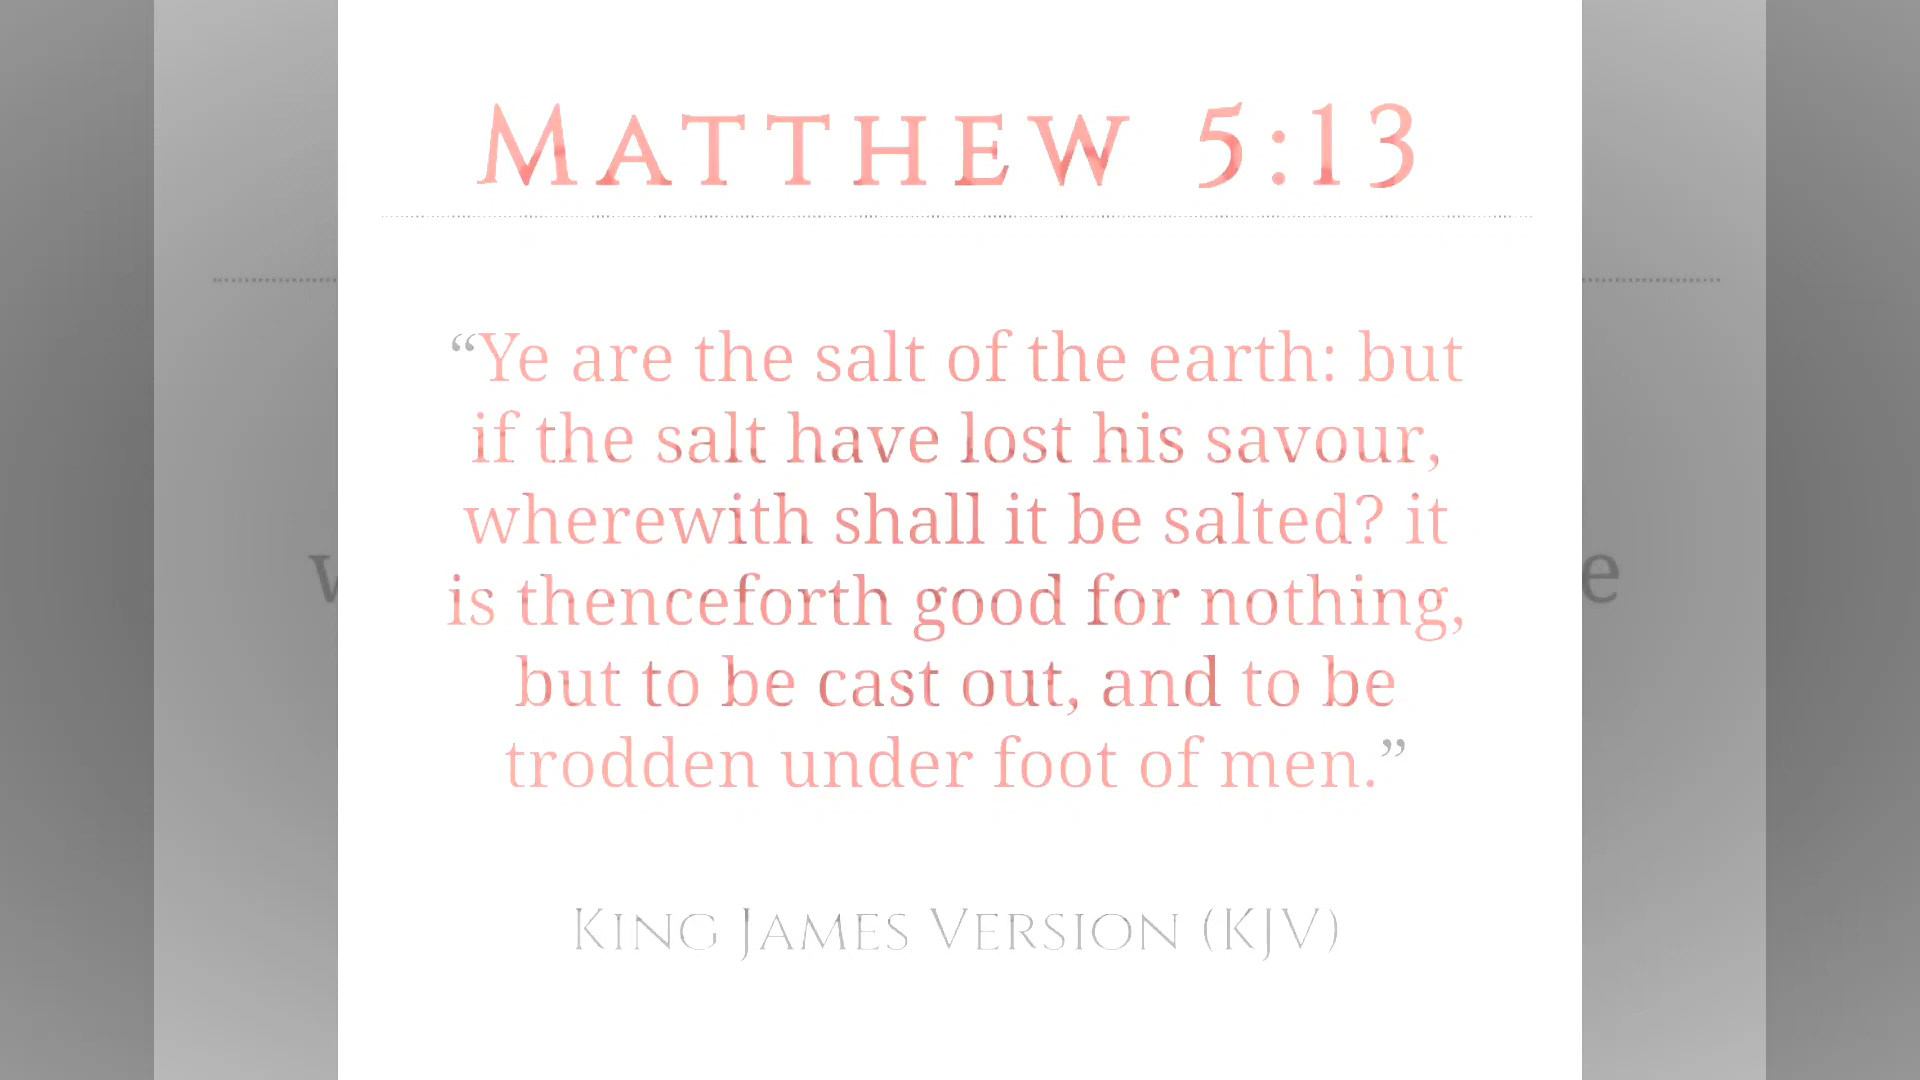 Matthew 5:13
“Ye are the salt of the earth: but
if the salt have lost his savour,
wherewith shall it be salted? it
is thenceforth good for nothing,
but to be cast out, and to be
trodden under foot of men.”
King James Version (KJV)